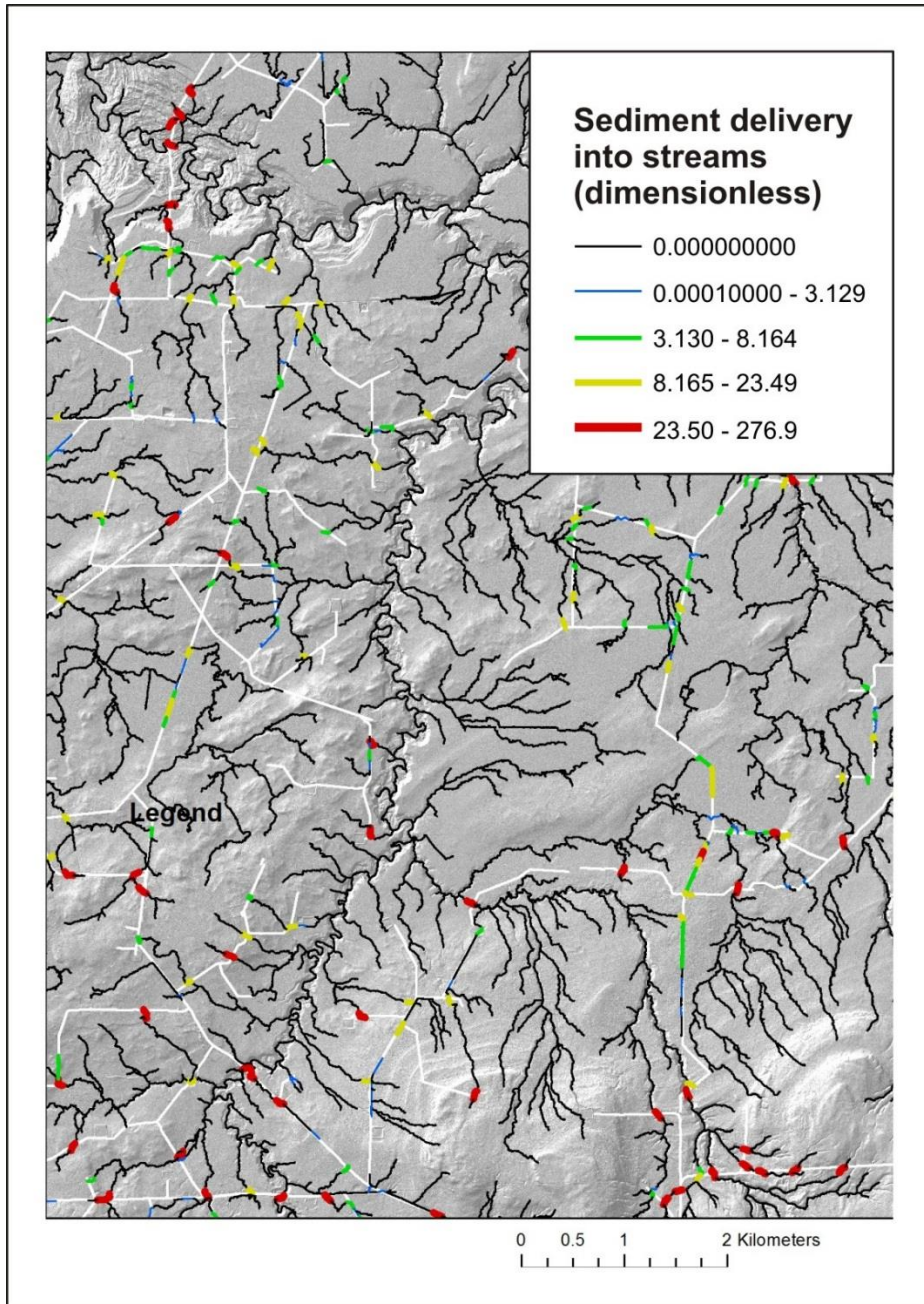 Sediment delivery
into streams
(dimensionless)
0.000000000
0.00010000 - 3.129
3.130 - 8.164
8.165 - 23.49
23.50 - 276.9
Legend
0 0.5 1 2 Kilometers